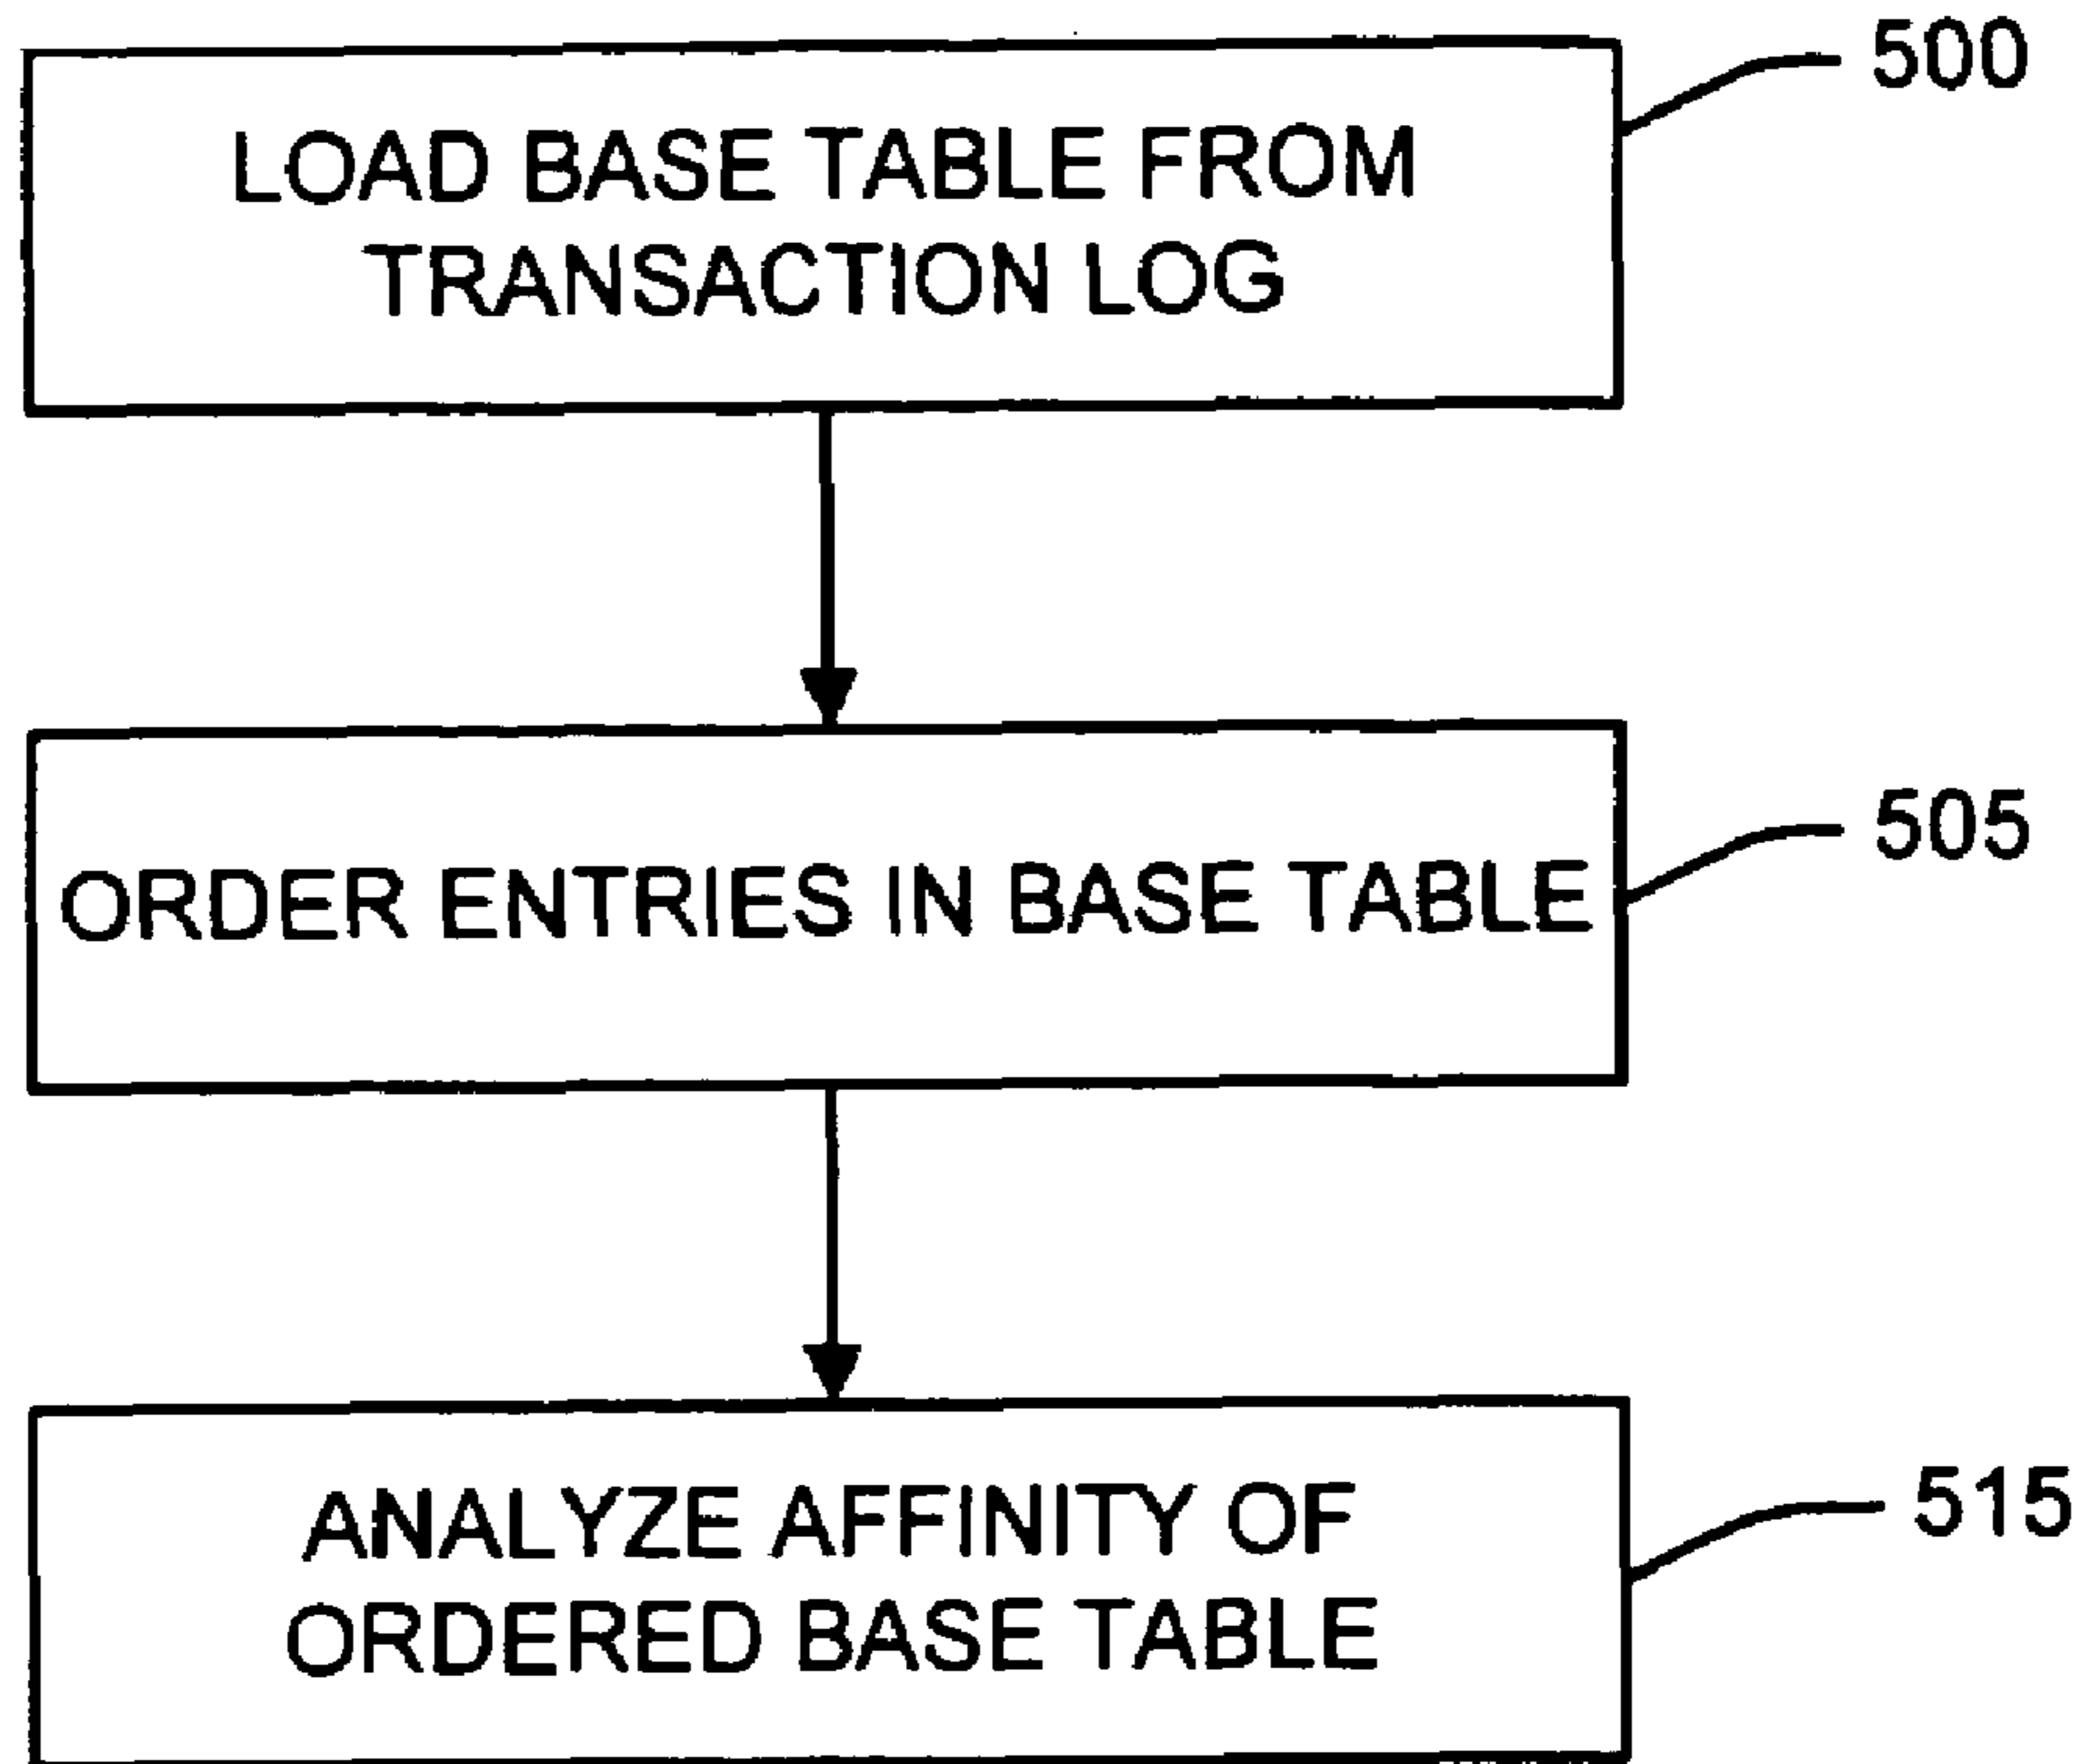 500
LOAD BASE TABLE FROM
TRANSACTION LOG
505
ORDER ENTRIES IN BASE TABLE
515
ANALYZE AFFINITY OF
ORDERED BASE TABLE